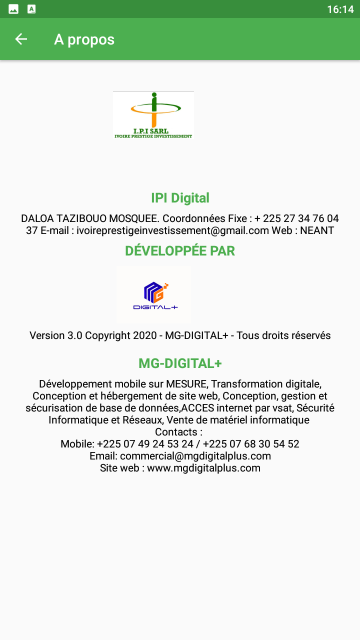 16:14
A propos
I.P.I SARL
IVOIRE PRESTIGE INVESTISSEMENT
IPI Digital
DALOA TAZIBOUO MOSQUEE. Coordonnées Fixe : + 225 27 34 76 04
37 E-mail : ivoireprestigeinvestissement@gmail.com Web : NEANT
DÉVELOPPÉE PAR
DIGITAL+
Version 3.0 Copyright 2020 - MG-DIGITAL+ - Tous droits réservés
MG-DIGITAL+
Développement mobile sur MESURE, Transformation digitale,
Conception et hébergement de site web, Conception, gestion et
sécurisation de base de données,ACCES internet par vsat, Sécurité
Informatique et Réseaux, Vente de matériel informatique
Contacts :
Mobile: +225 07 49 24 53 24 / +225 07 68 30 54 52
Email: commercial@mgdigitalplus.com
Site web : www.mgdigitalplus.com